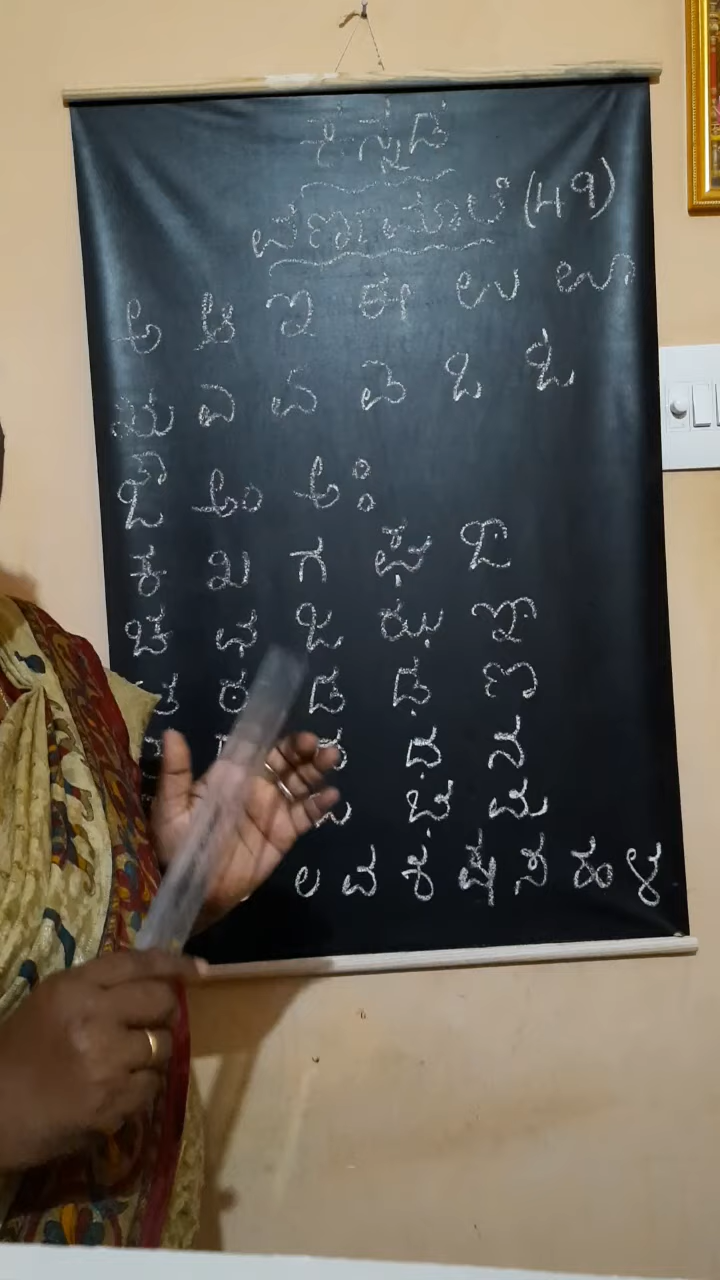 ಕನ್ನಡ
ವರ್ಣಮಾಲೆ (49)
ಅ ಆ ಇ ಈ ಉ ಊ
ಋ ಎ ಏ ಐ ಒ ಓ
ಔ ಅಂ ಅಃ
ಕ ಖ ಗ ಘ ಙ
ಚ ಛ ಜ ಝ ಞ
ಠ ಡ ಢ ಣ
ಧ ನ
ಭ ಮ
ಲ ವ ಶ ಷ ಸ ಹ ಳ